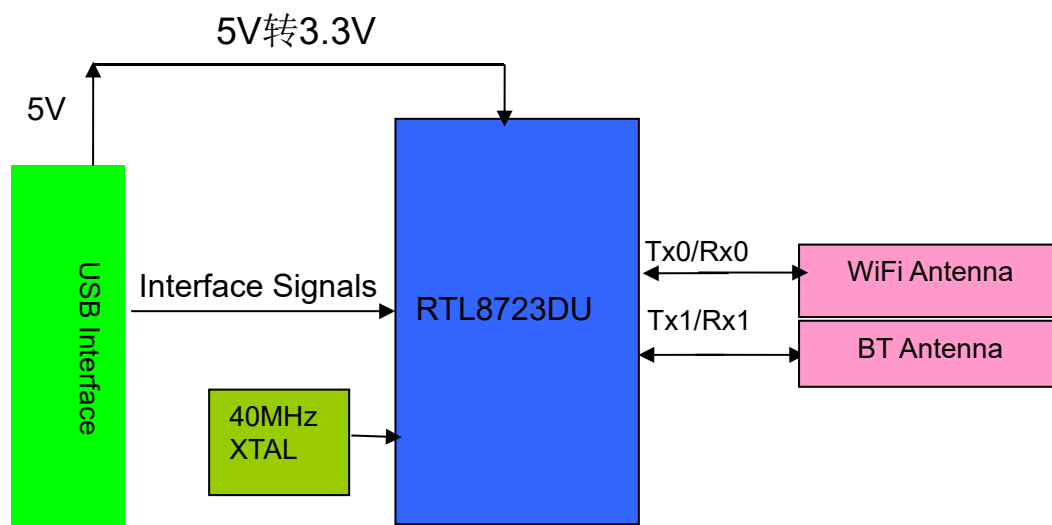 5V转3.3V
5V
USB Interface
Interface Signals
RTL8723DU
40MHz
XTAL
Tx0/Rx0
WiFi Antenna
Tx1/Rx1
BT Antenna